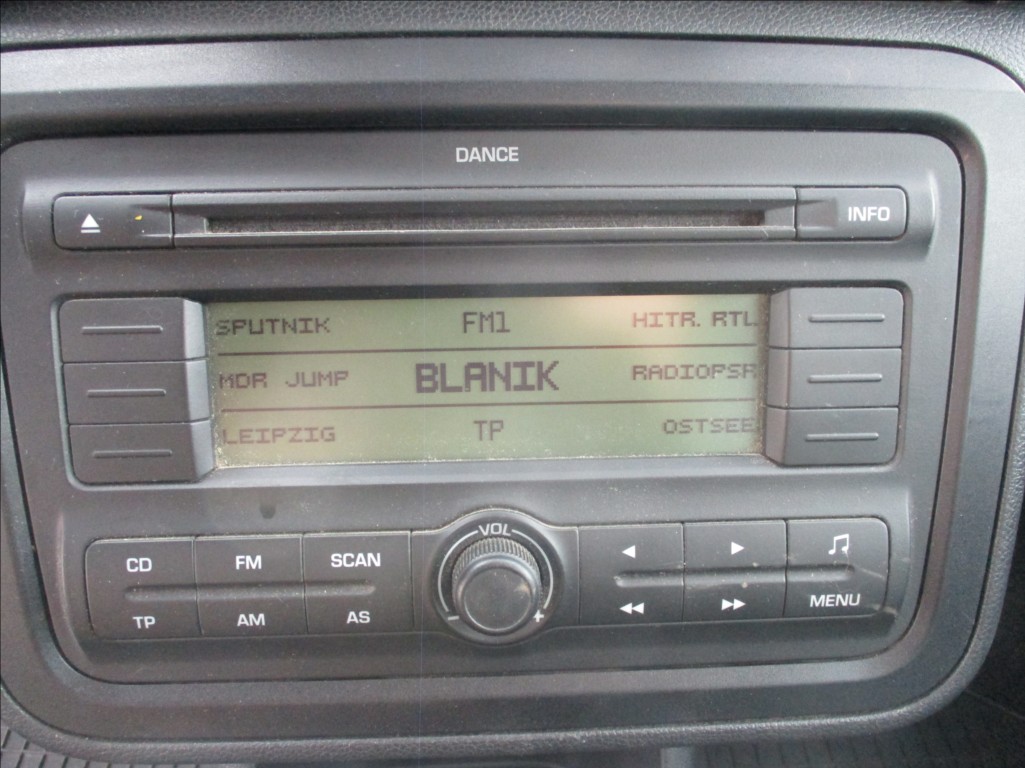 DANCE
INFO
SPUTNIK FM1 HITR. RTL
MDR JUMP BLANIK RADIOPSR
LEIPZIG TP OSTSEE
VOL
CD FM SCAN
TP AM AS
- +
MENU